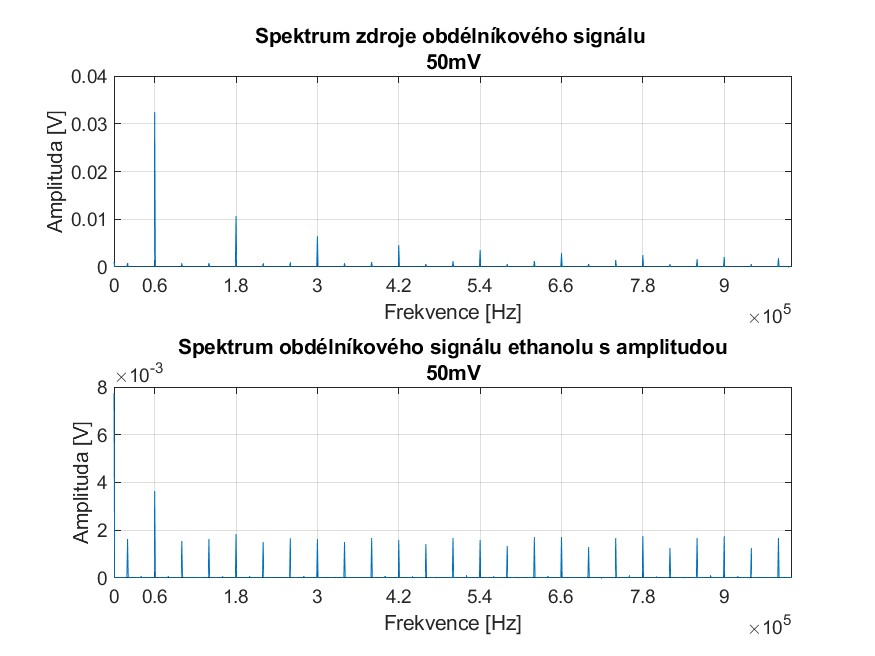 Spektrum zdroje obdélníkového signálu
50mV
0.04
0.03
0.02
0.01
0
Amplituda [V]
0 0.6 1.8 3 4.2 5.4 6.6 7.8 9
Frekvence [Hz]
×10^5
Spektrum obdélníkového signálu ethanolu s amplitudou
50mV
×10^-3
8
6
4
2
0
Amplituda [V]
0 0.6 1.8 3 4.2 5.4 6.6 7.8 9
Frekvence [Hz]
×10^5